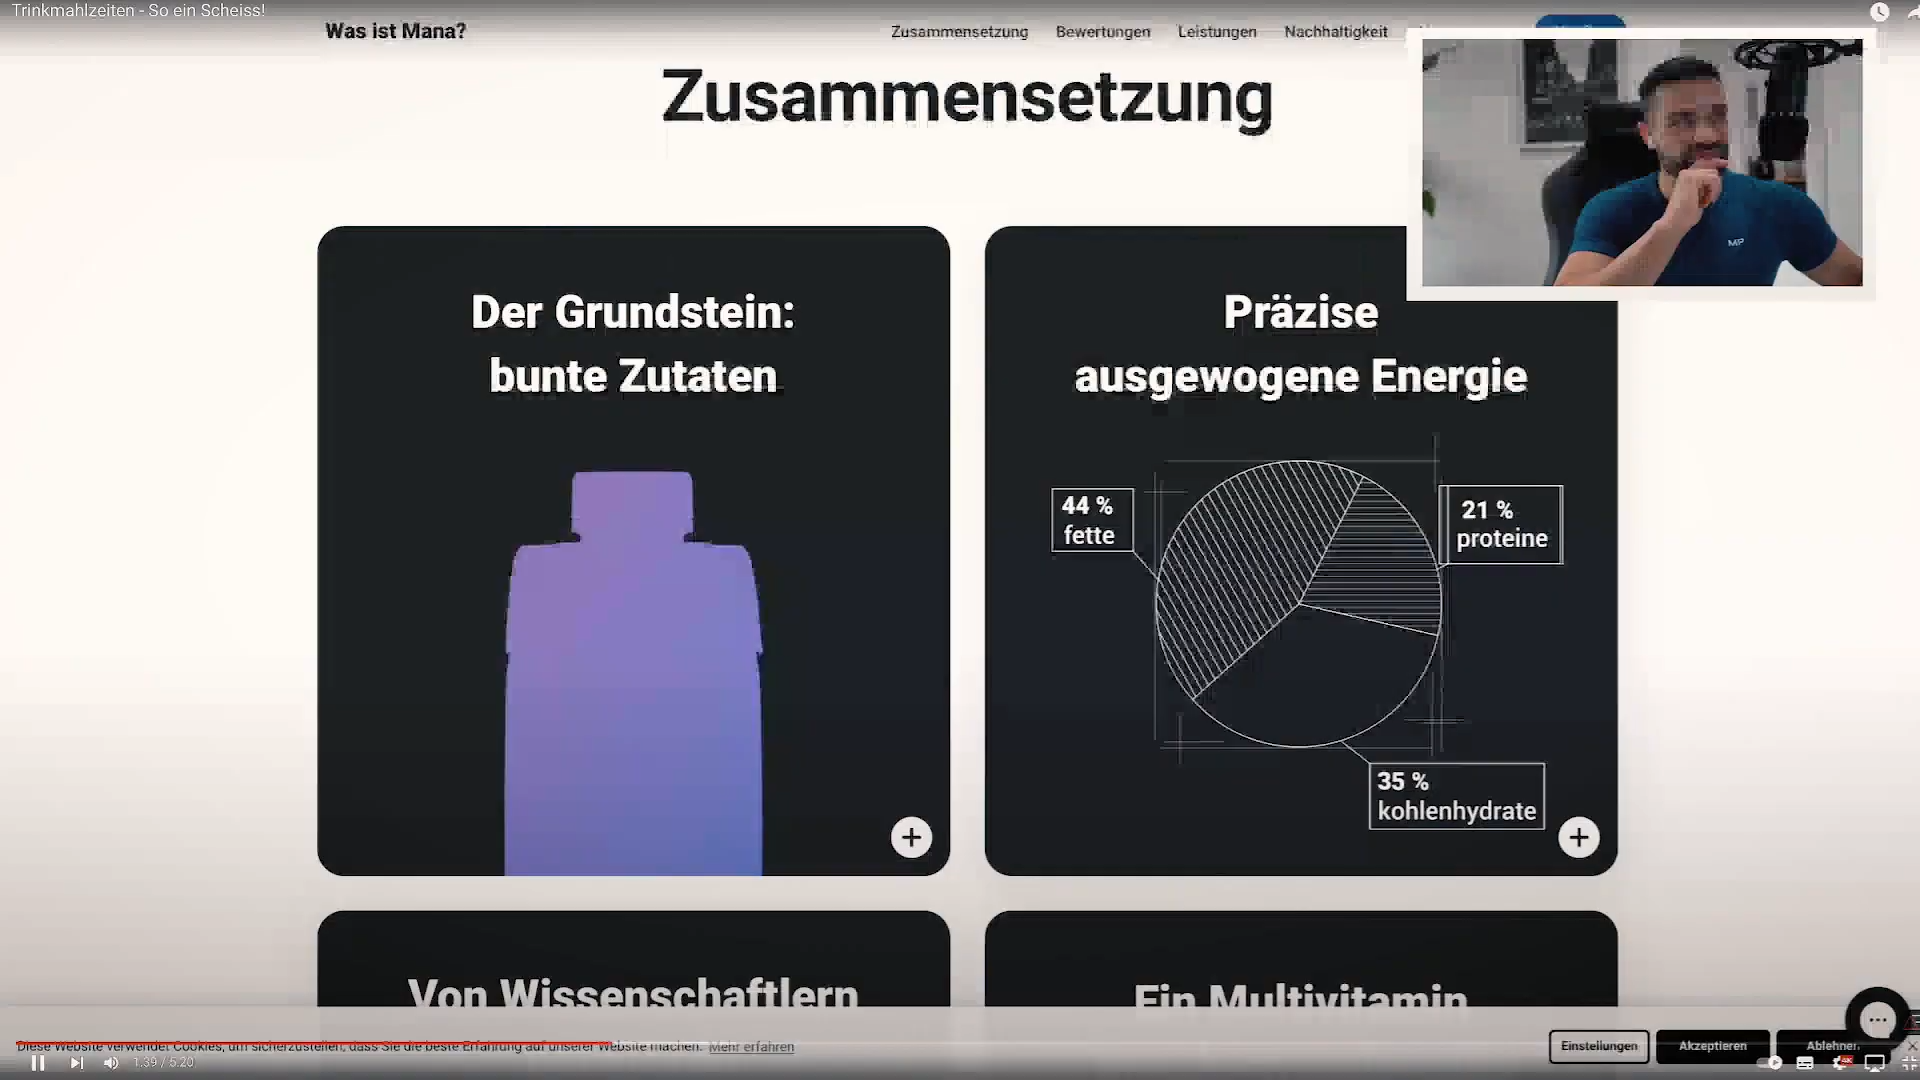 Trinkmahlzeiten - So ein Scheiss!
Was ist Mana?
Zusammensetzung
Bewertungen
Leistungen
Nachhaltigkeit
Zusammensetzung
MP
Der Grundstein:
bunte Zutaten
Präzise
ausgewogene Energie
44 %
fette
21 %
proteine
35 %
kohlenhydrate
Von Wissenschaftlern
Ein Multivitamin
Diese Website verwendet Cookies, um sicherzustellen, dass Sie die beste Erfahrung auf unserer Website machen. Mehr erfahren
Einstellungen
Akzeptieren
Ablehnen
1:39 / 5:20